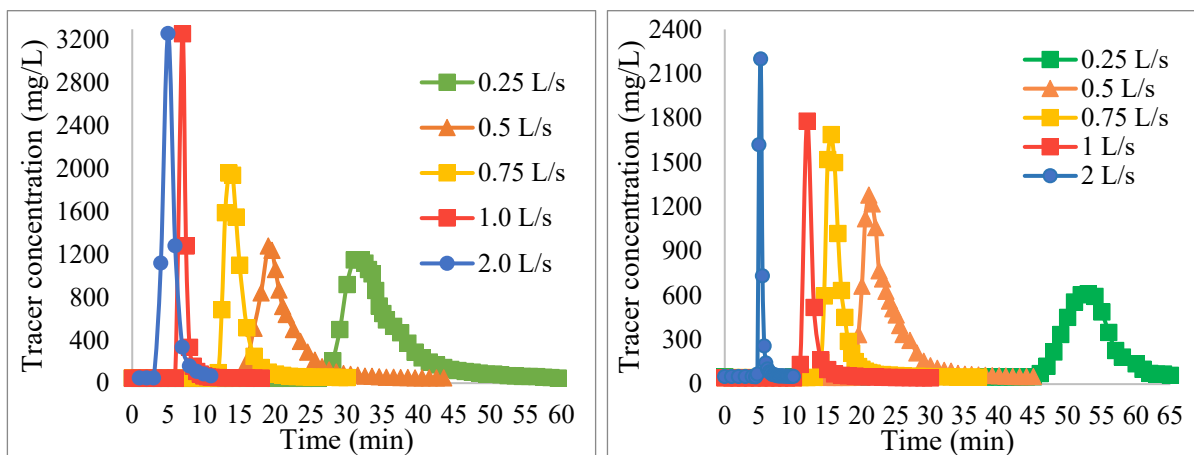 Tracer concentration (mg/L)
3200
2800
2400
2000
1600
1200
800
400
0
0 5 10 15 20 25 30 35 40 45 50 55 60
Time (min)
0.25 L/s
0.5 L/s
0.75 L/s
1.0 L/s
2.0 L/s
Tracer concentration (mg/L)
2400
2100
1800
1500
1200
900
600
300
0
0 5 10 15 20 25 30 35 40 45 50 55 60 65
Time (min)
0.25 L/s
0.5 L/s
0.75 L/s
1 L/s
2 L/s